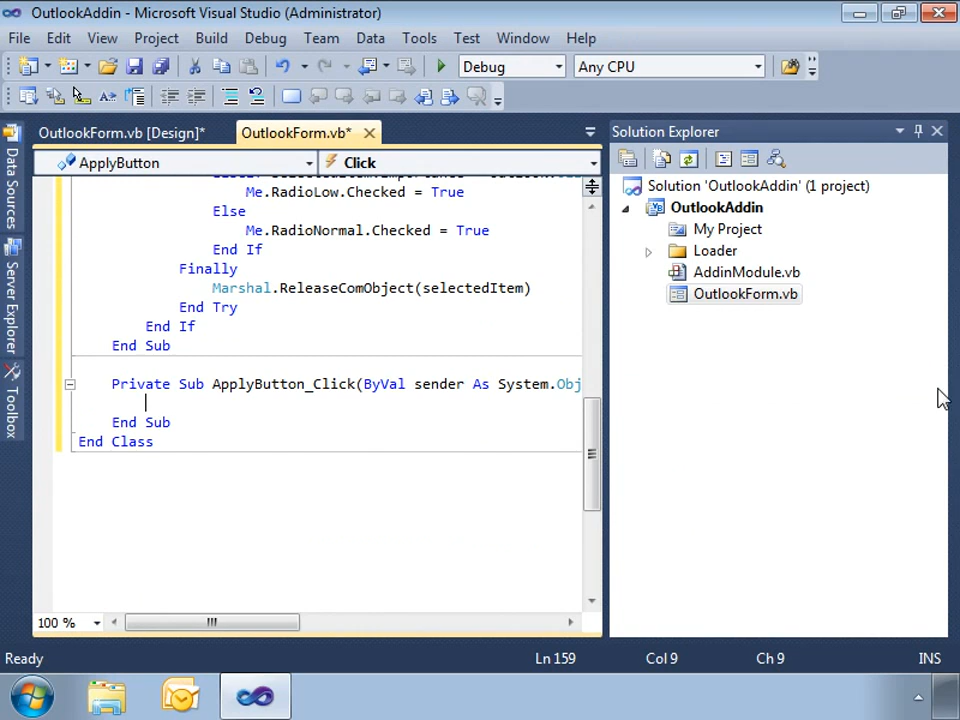 OutlookAddin - Microsoft Visual Studio (Administrator)
File Edit View Project Build Debug Team Data Tools Test Window Help
Debug Any CPU
OutlookForm.vb [Design]* OutlookForm.vb*
Solution Explorer
ApplyButton Click
Data Sources
Server Explorer
Toolbox
Me.RadioLow.Checked = True
Else
Me.RadioNormal.Checked = True
End If
Finally
Marshal.ReleaseComObject(selectedItem)
End Try
End If
End Sub
Private Sub ApplyButton_Click(ByVal sender As System.Obj
End Sub
End Class
Solution 'OutlookAddin' (1 project)
OutlookAddin
My Project
Loader
AddinModule.vb
OutlookForm.vb
100 %
Ready Ln 159 Col 9 Ch 9 INS